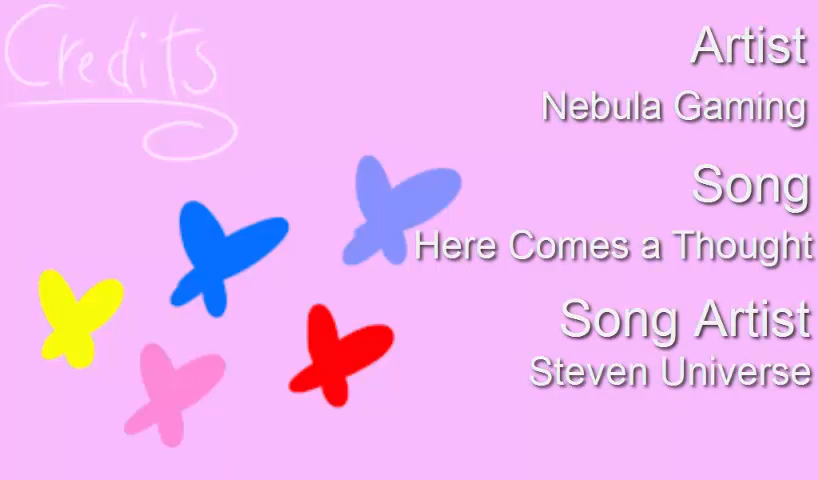 Credits
Artist
Nebula Gaming
Song
Here Comes a Thought
Song Artist
Steven Universe